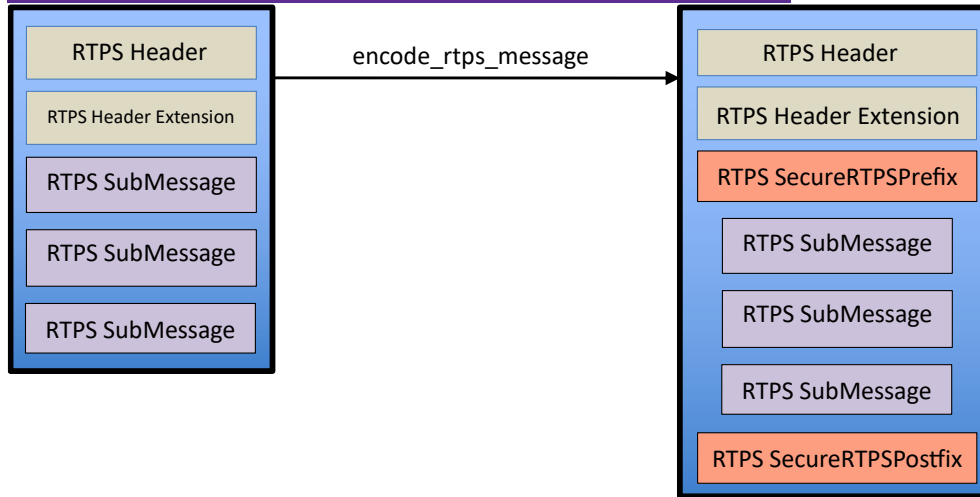 RTPS Header
RTPS Header Extension
RTPS SubMessage
RTPS SubMessage
RTPS SubMessage
encode_rtps_message
RTPS Header
RTPS Header Extension
RTPS SecureRTPSPrefix
RTPS SubMessage
RTPS SubMessage
RTPS SubMessage
RTPS SecureRTPSPostfix